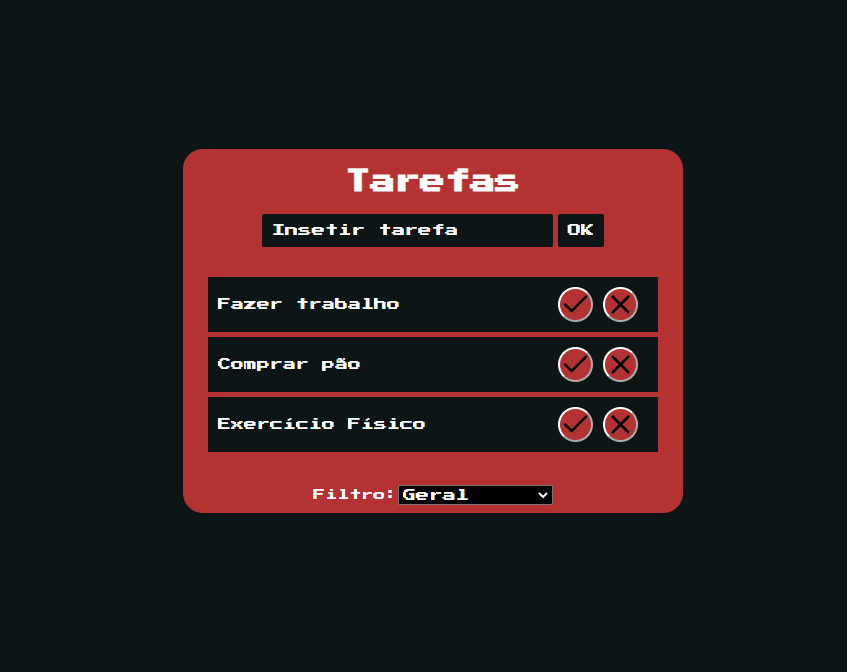 Tarefas
Insetir tarefa OK
Fazer trabalho
Comprar pão
Exercício Físico
Filtro: Geral